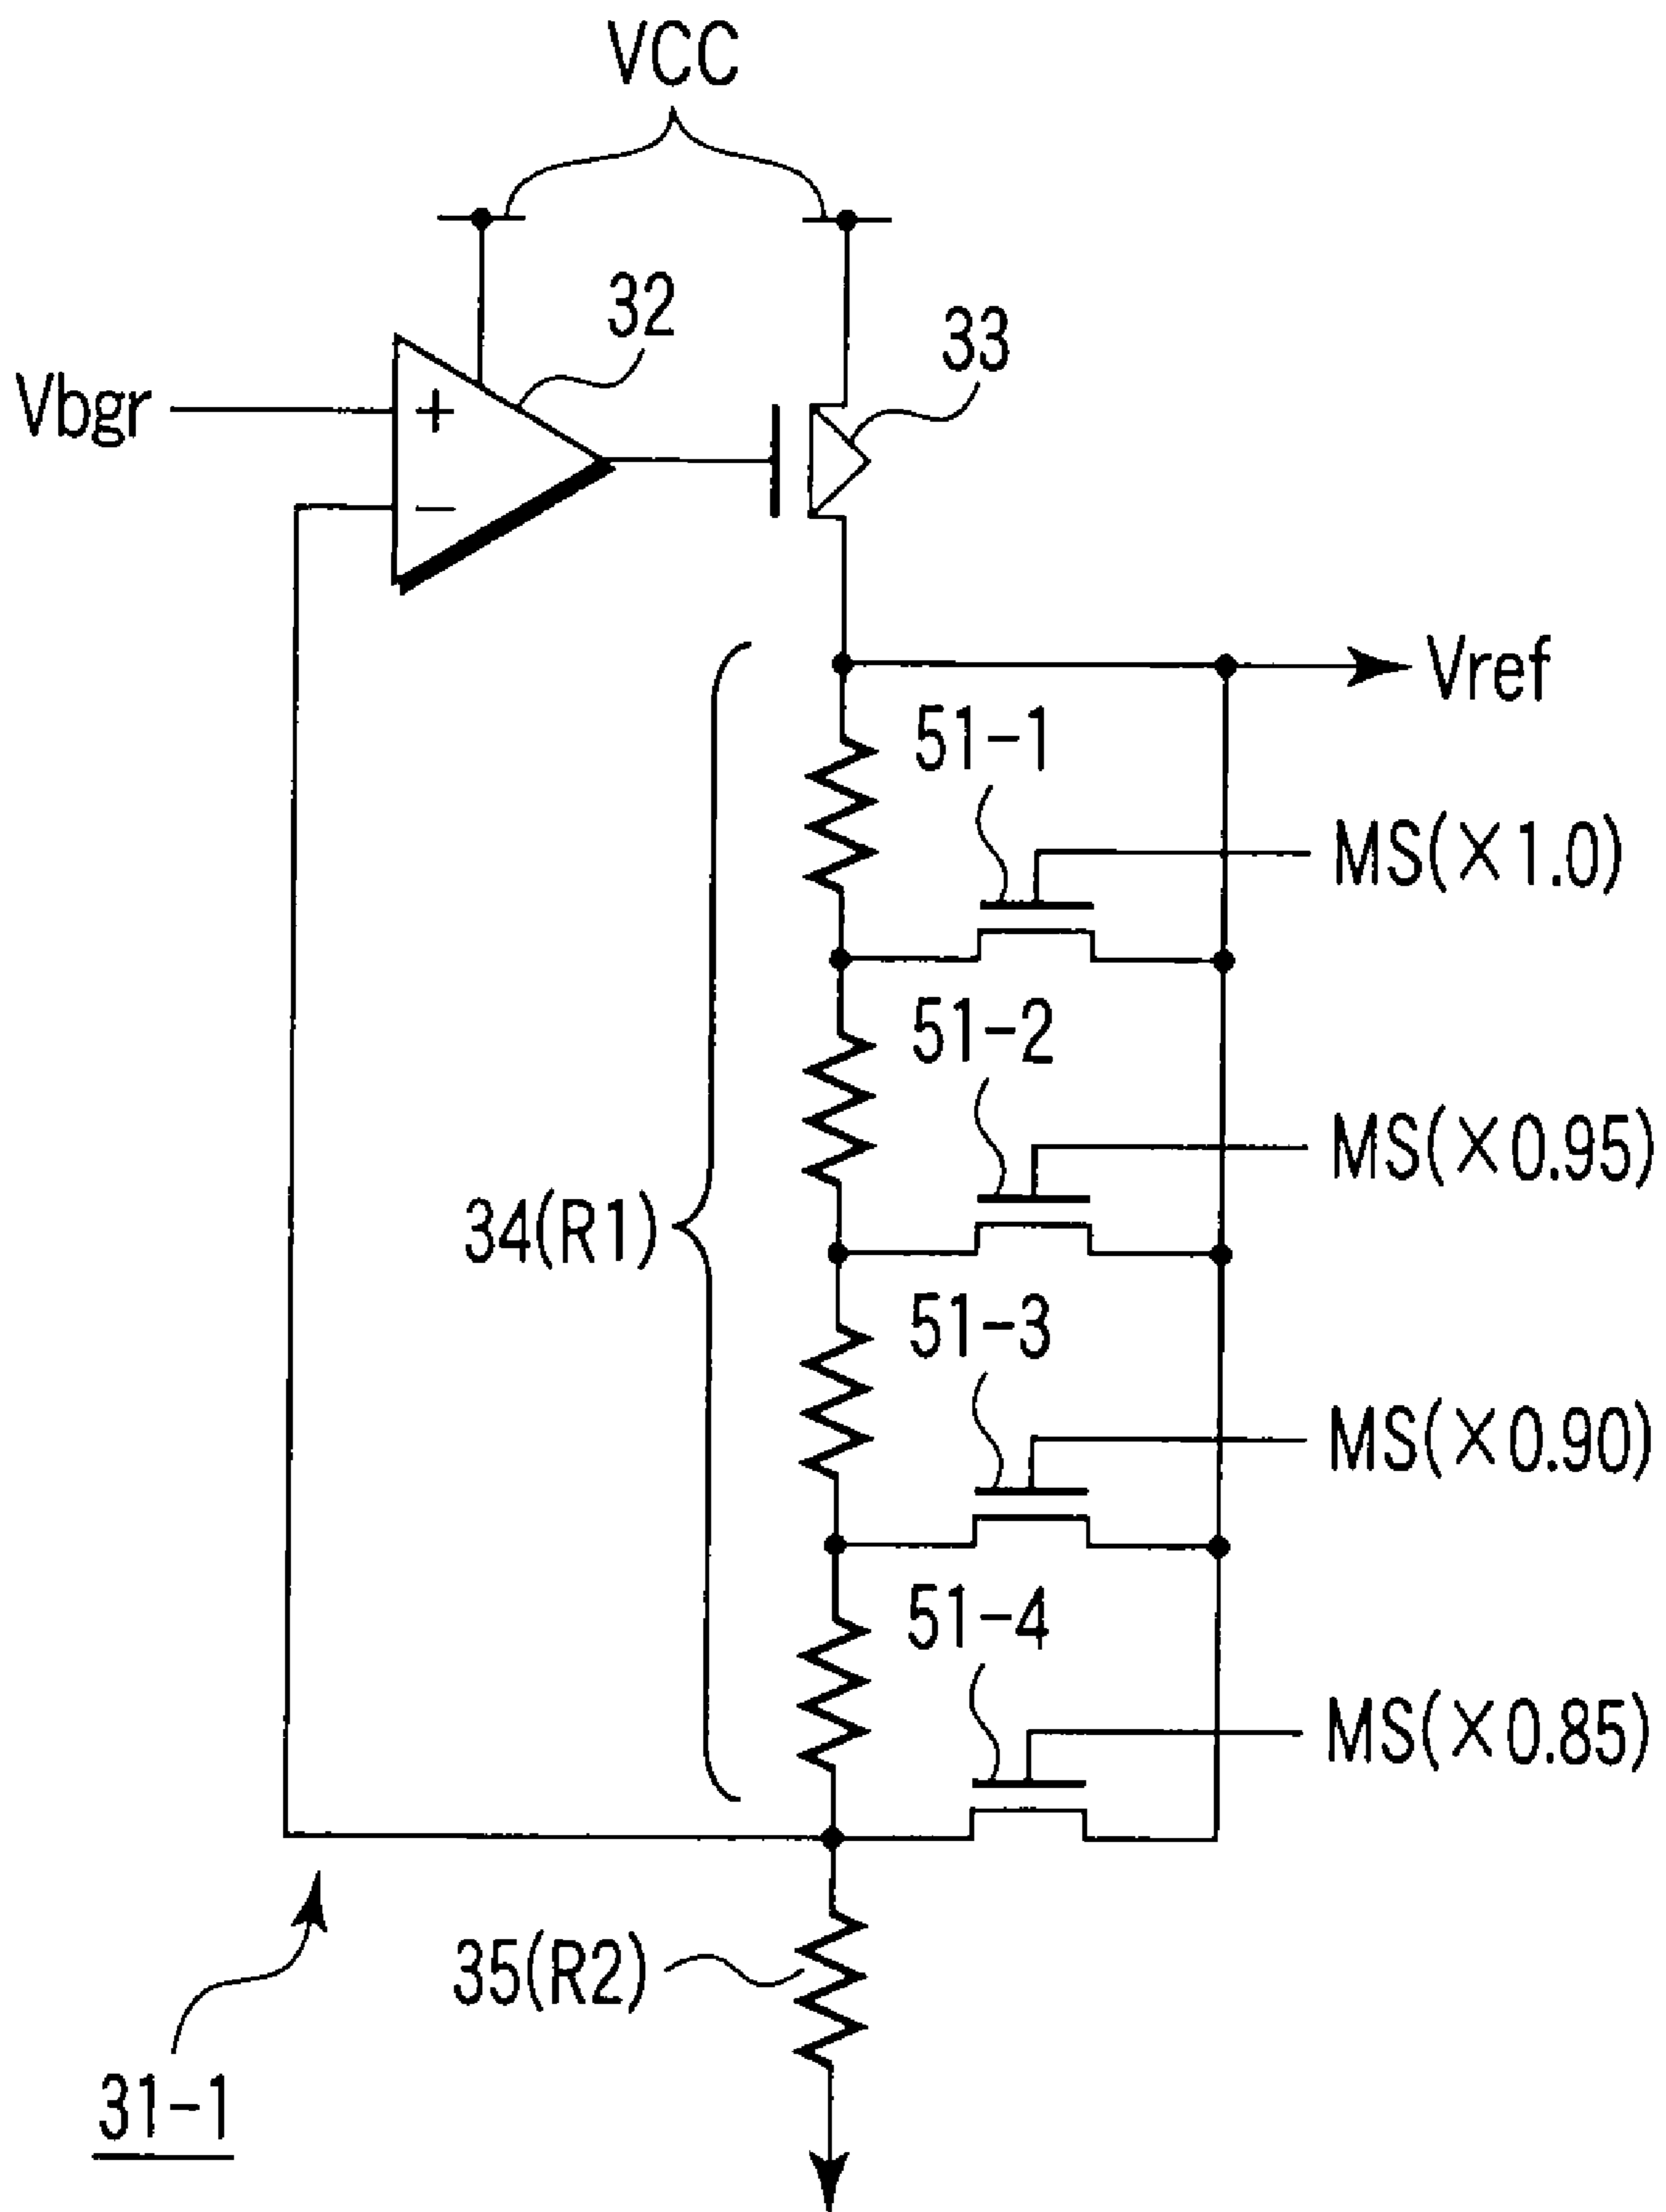 VCC
32
33
Vbgr
+
−
Vref
51-1
MS(×1.0)
51-2
MS(×0.95)
34(R1)
51-3
MS(×0.90)
51-4
MS(×0.85)
35(R2)
31-1